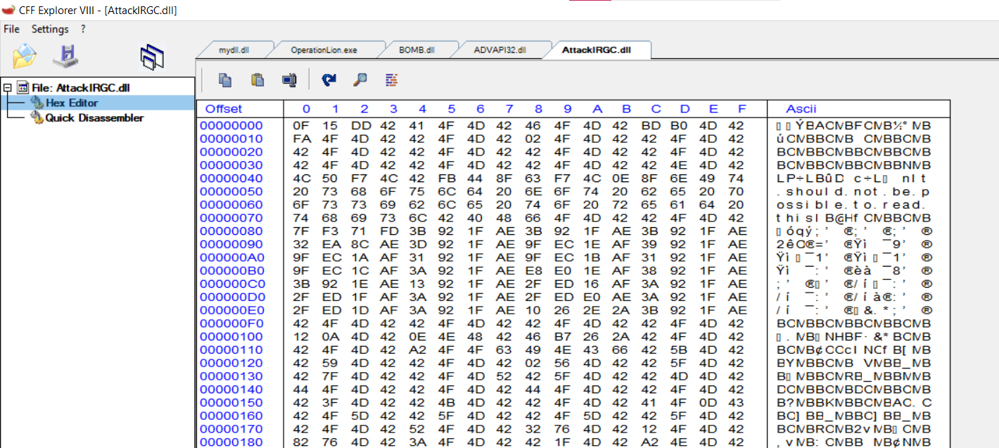 CFF Explorer VIII - [AttackIRGC.dll]
File Settings ?
mydll.dll OperationLion.exe BOMB.dll ADVAPI32.dll AttackIRGC.dll
File: AttackIRGC.dll
Hex Editor
Quick Disassembler
Offset 0 1 2 3 4 5 6 7 8 9 A B C D E F Ascii
00000000 0F 15 DD 42 41 4F 4D 42 46 4F 4D 42 BD B0 4D 42 ÝBAOMBFOMB½°MB
00000010 FA 4F 4D 42 42 4F 4D 42 02 4F 4D 42 42 4F 4D 42 úOMBBOMB OMBBOMB
00000020 42 4F 4D 42 42 4F 4D 42 42 4F 4D 42 42 4F 4D 42 BOMBBOMBBOMBBOMB
00000030 42 4F 4D 42 42 4F 4D 42 42 4F 4D 42 42 4E 4D 42 BOMBBOMBBOMBBNMB
00000040 4C 50 F7 4C 42 FB 44 8F 63 F7 4C 0E 8F 6E 49 74 LP÷LBûD c÷L nIt
00000050 20 73 68 6F 75 6C 64 20 6E 6F 74 20 62 65 20 70 .should.not.be.p
00000060 6F 73 73 69 62 6C 65 20 74 6F 20 72 65 61 64 20 ossible.to.read.
00000070 74 68 69 73 6C 42 40 48 66 4F 4D 42 42 4F 4D 42 thislB@HfOMBBOMB
00000080 7F F3 71 FD 3B 92 1F AE 3B 92 1F AE 3B 92 1F AE óqý;’ ®;’ ®;’ ®
00000090 32 EA 8C AE 3D 92 1F AE 9F EC 1E AF 39 92 1F AE 2êŒ®=’ ®Ÿì ¯9’ ®
000000A0 9F EC 1A AF 31 92 1F AE 9F EC 1B AF 31 92 1F AE Ÿì ¯1’ ®Ÿì ¯1’ ®
000000B0 9F EC 1C AF 3A 92 1F AE E8 E0 1E AF 38 92 1F AE Ÿì ¯:’ ®èà ¯8’ ®
000000C0 3B 92 1E AE 13 92 1F AE 2F ED 16 AF 3A 92 1F AE ;’ ® ’ ®/í ¯:’ ®
000000D0 2F ED 1F AF 3A 92 1F AE 2F ED E0 AE 3A 92 1F AE /í ¯:’ ®/íà®:’ ®
000000E0 2F ED 1D AF 3A 92 1F AE 10 26 2E 2A 3B 92 1F AE /í ¯:’ ® &.*;’ ®
000000F0 42 4F 4D 42 42 4F 4D 42 42 4F 4D 42 42 4F 4D 42 BOMBBOMBBOMBBOMB
00000100 12 0A 4D 42 0E 4E 48 42 46 B7 26 2A 42 4F 4D 42 .MB NHBF·&*BOMB
00000110 42 4F 4D 42 A2 4F 4F 63 49 4E 43 66 42 5B 4D 42 BOMB¢OOcINCfB[MB
00000120 42 59 4D 42 42 4F 4D 42 02 56 4D 42 42 5F 4D 42 BYMBBOMB VMBB_MB
00000130 42 7F 4D 42 42 4F 4D 52 42 5F 4D 42 42 4D 4D 42 B MBBOMRB_MBBMMB
00000140 44 4F 4D 42 42 4F 4D 42 44 4F 4D 42 42 4F 4D 42 DOMBBOMBDOMBBOMB
00000150 42 3F 4D 42 42 4B 4D 42 42 4F 4D 42 41 4F 0D 43 B?MBBKMBBOMBAO.C
00000160 42 4F 5D 42 42 5F 4D 42 42 4F 5D 42 42 5F 4D 42 BO]BB_MBBO]BB_MB
00000170 42 4F 4D 42 52 4F 4D 42 32 76 4D 42 12 4F 4D 42 BOMBROMB2vMB OMB
00000180 82 76 4D 42 3A 4F 4D 42 42 1F 4D 42 A2 4E 4D 42 ‚vMB:OMBB MB¢NMB